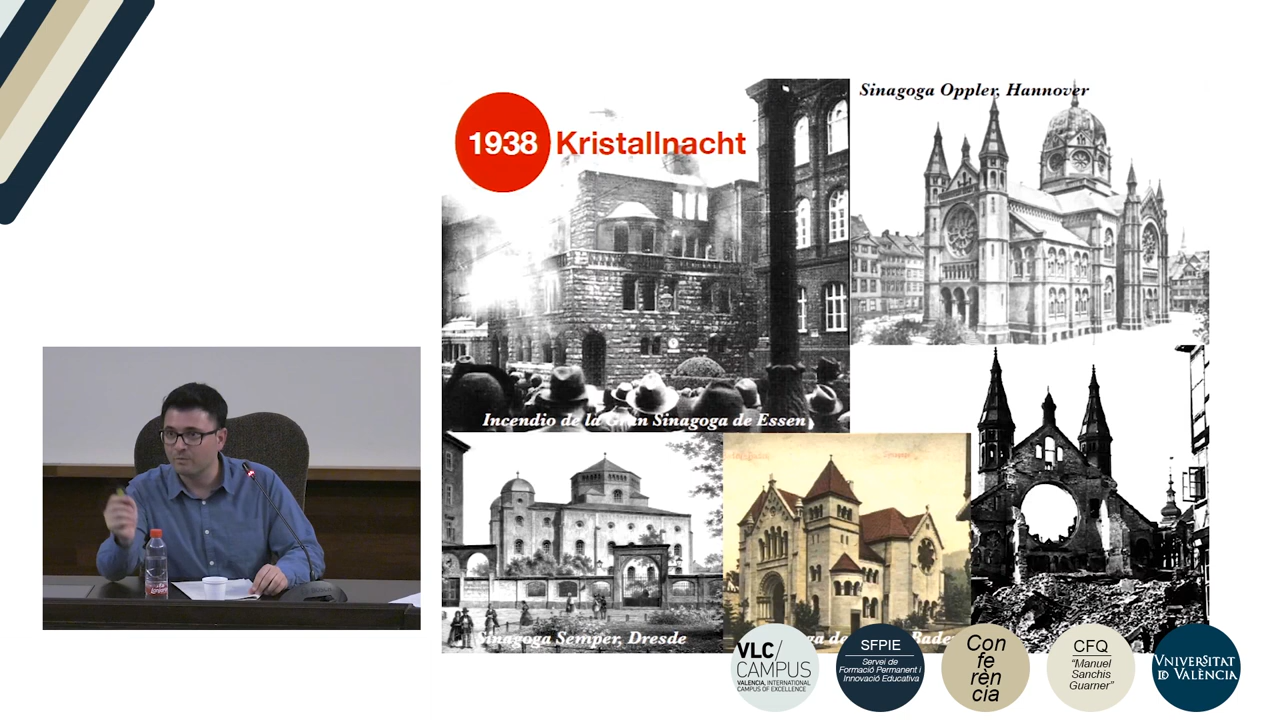 1938 Kristallnacht
Sinagoga Oppler, Hannover
Incendio de la Gran Sinagoga de Essen
Sinagoga Semper, Dresde
VLC/
CAMPUS
VALENCIA, INTERNATIONAL
CAMPUS OF EXCELLENCE
SFPIE
Servei de
Formació Permanent i
Innovació Educativa
Con
fe
rèn
cia
CFQ
"Manuel
Sanchis
Guarner"
VNIVERSITAT
ID VALÈNCIA